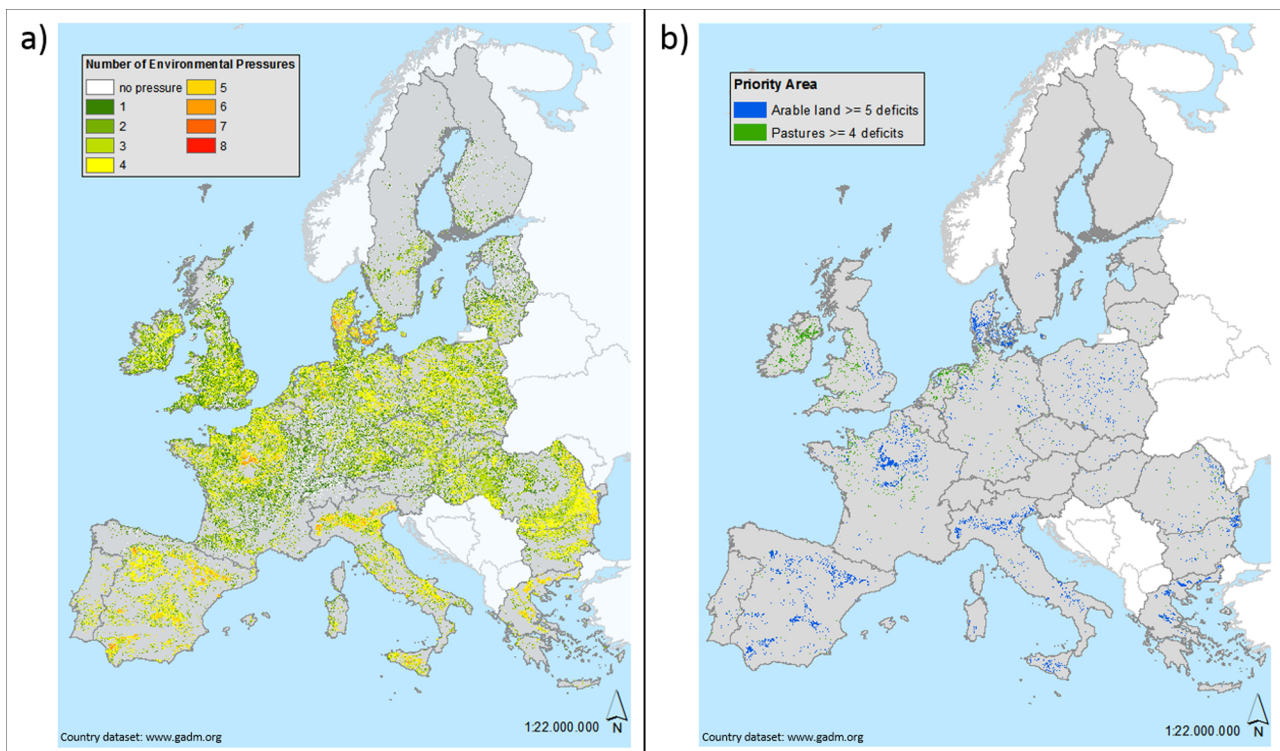 a)
Number of Environmental Pressures
no pressure
1
2
3
4
5
6
7
8
1:22.000.000
N
Country dataset: www.gadm.org
b)
Priority Area
Arable land >= 5 deficits
Pastures >= 4 deficits
1:22.000.000
N
Country dataset: www.gadm.org